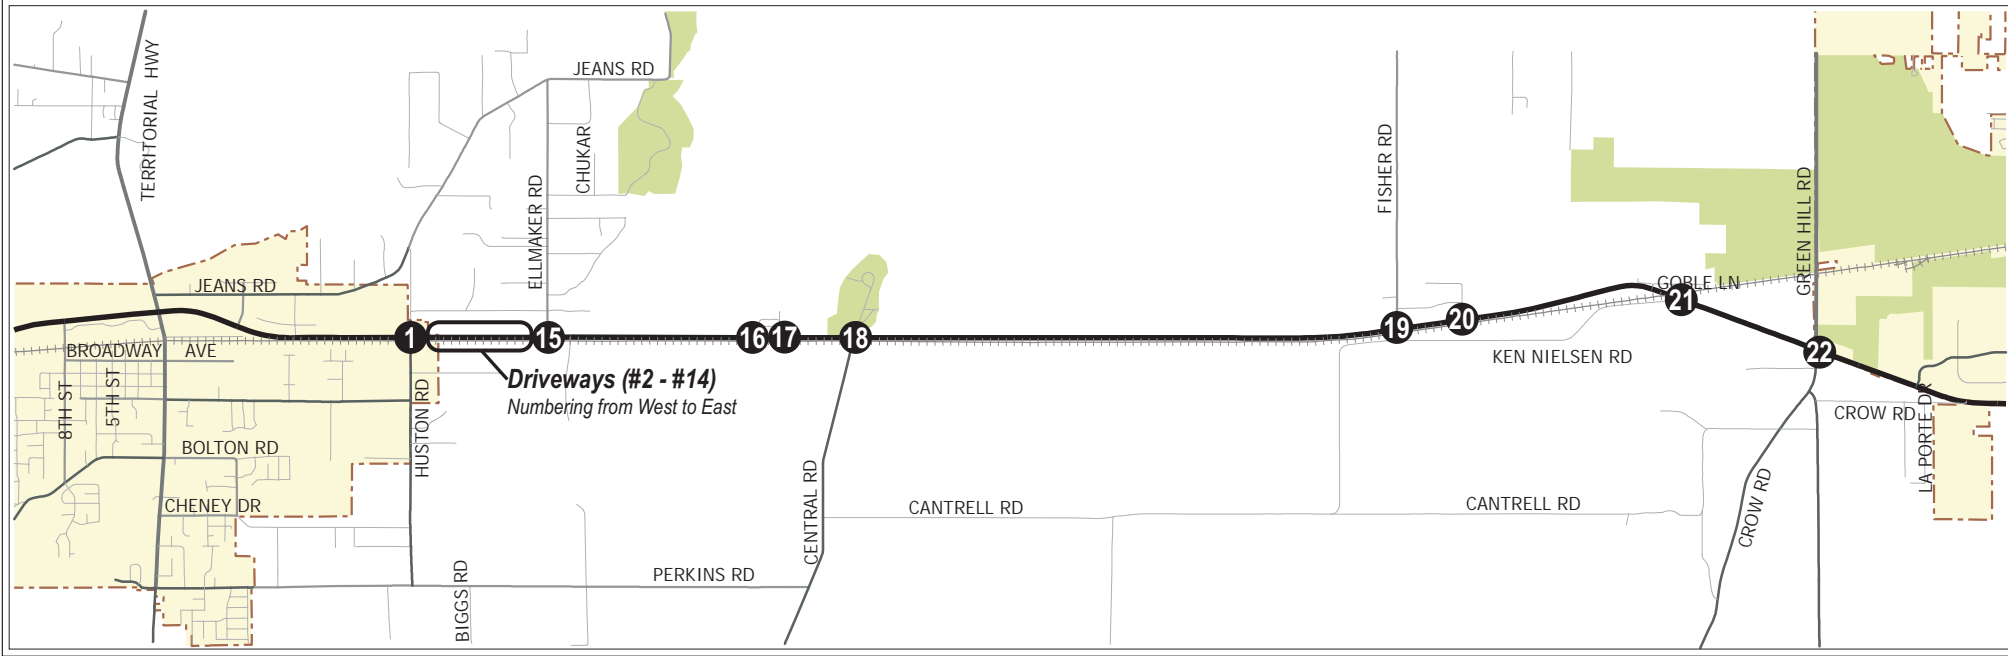 JEANS RD
TERRITORIAL HWY
CHUKAR
ELLMAKER RD
FISHER RD
GREEN HILL RD
JEANS RD
GOBLE LN
1
15
16
17
18
19
20
21
22
BROADWAY AVE
KEN NIELSEN RD
Driveways (#2 - #14)
Numbering from West to East
8TH ST
5TH ST
HUSTON RD
CROW RD
LA PORTE DR
BOLTON RD
CENTRAL RD
CROW RD
CHENEY DR
CANTRELL RD
CANTRELL RD
PERKINS RD
BIGGS RD